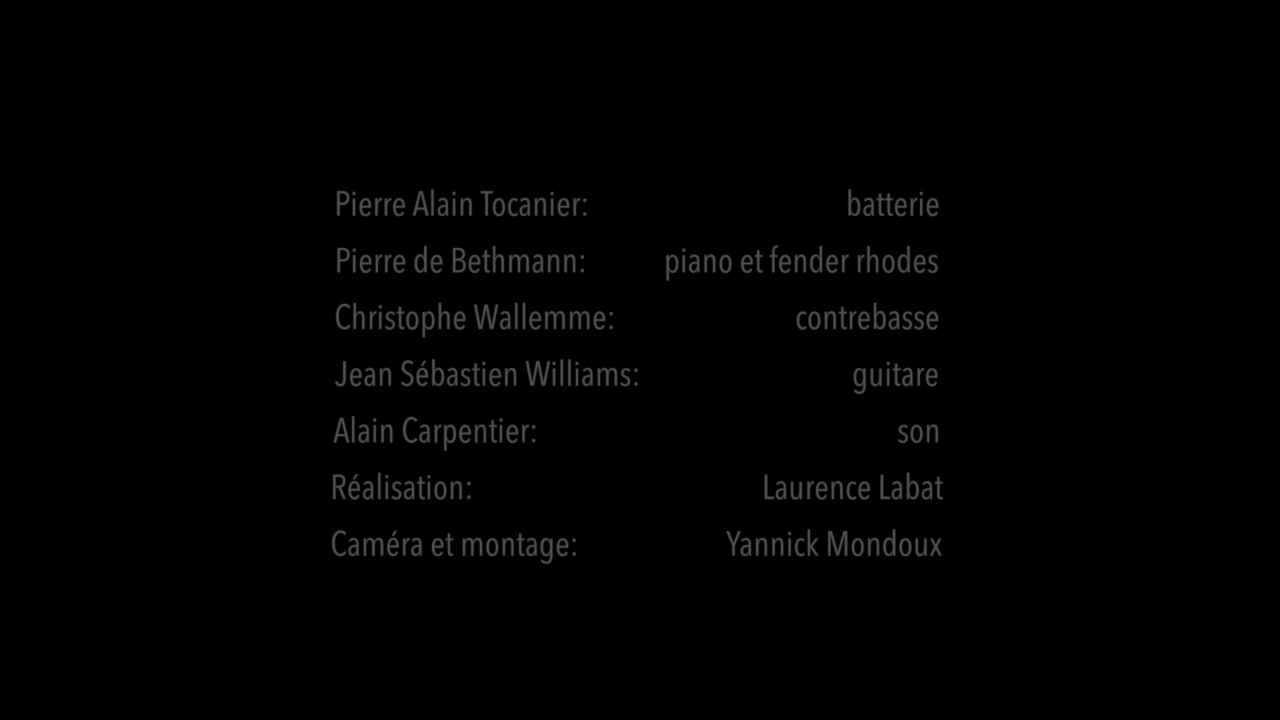 Pierre Alain Tocanier: batterie
Pierre de Bethmann: piano et fender rhodes
Christophe Wallemme: contrebasse
Jean Sébastien Williams: guitare
Alain Carpentier: son
Réalisation: Laurence Labat
Caméra et montage: Yannick Mondoux